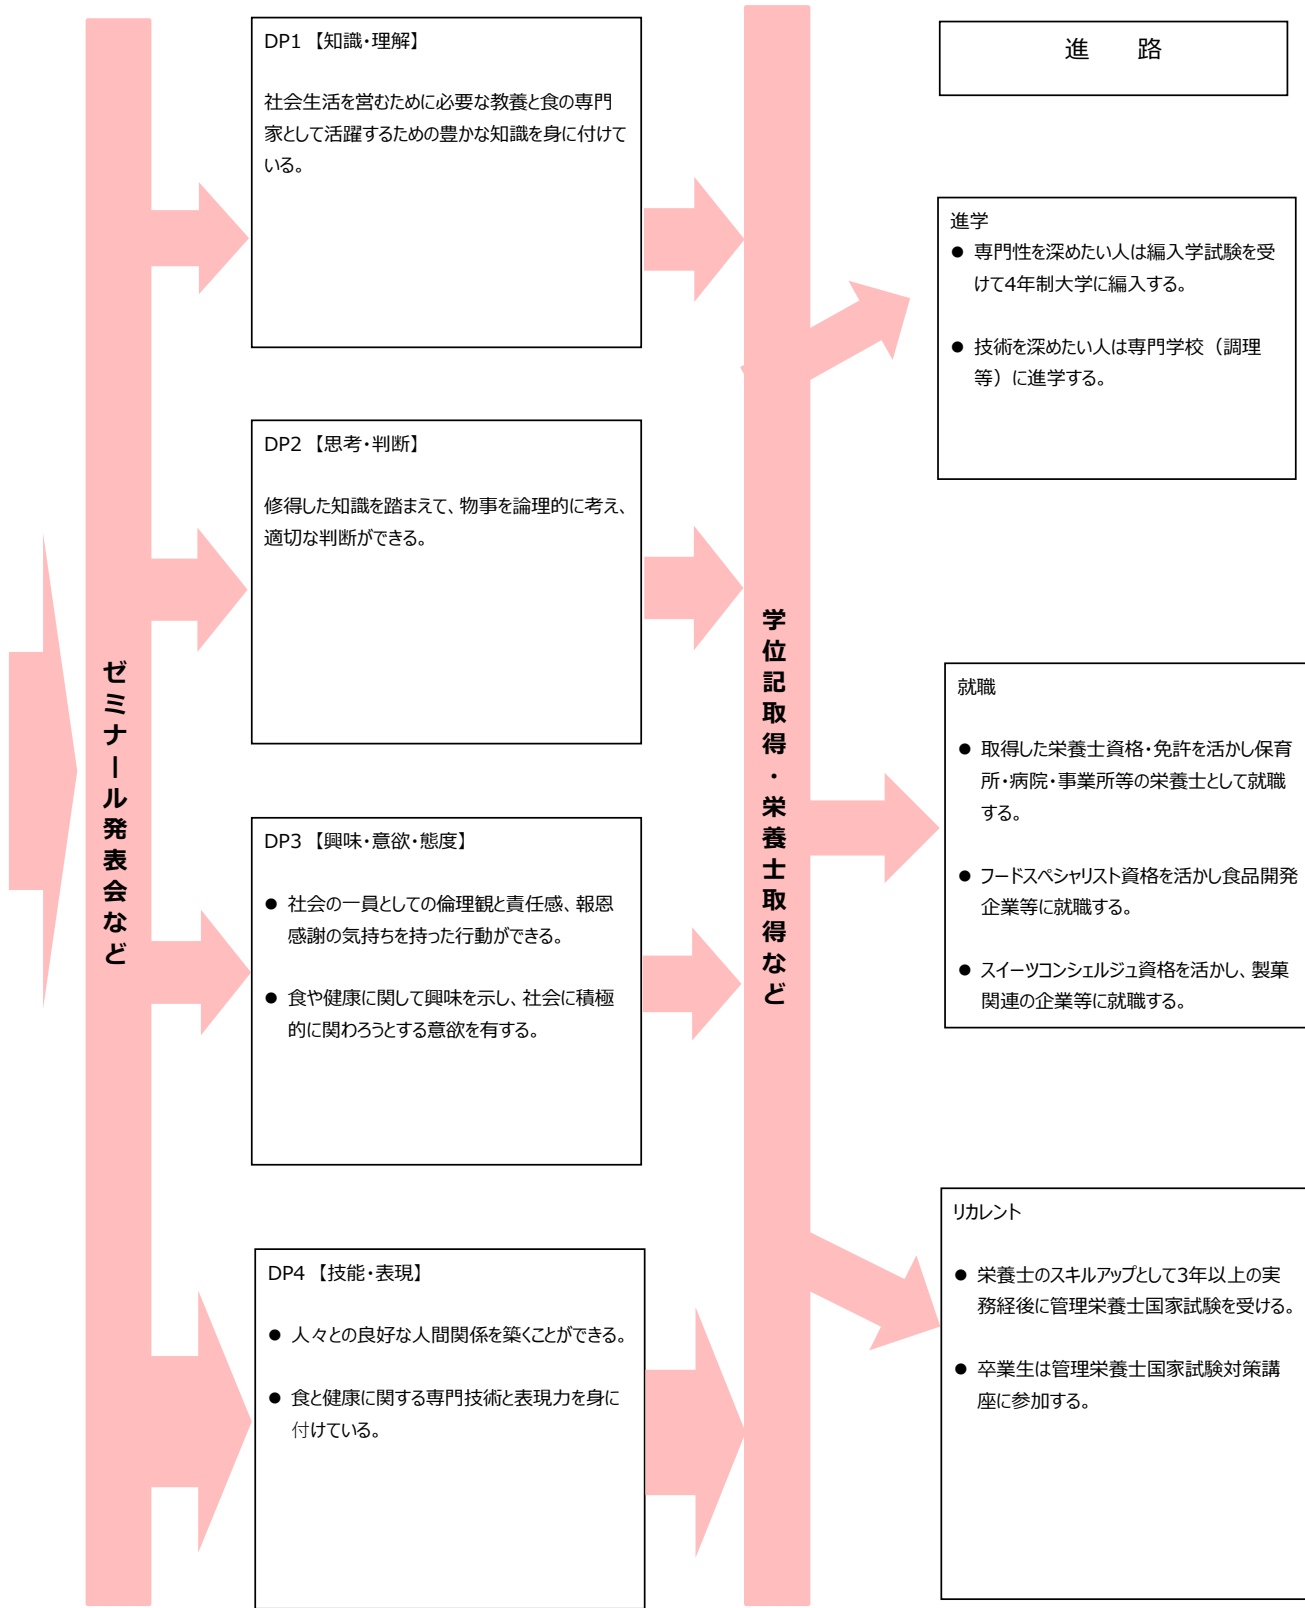 ゼミナール発表会など
DP1 【知識・理解】
社会生活を営むために必要な教養と食の専門
家として活躍するための豊かな知識を身に付けて
いる。
DP2 【思考・判断】
修得した知識を踏まえて、物事を論理的に考え、
適切な判断ができる。
DP3 【興味・意欲・態度】
● 社会の一員としての倫理観と責任感、報恩
感謝の気持ちを持った行動ができる。
● 食や健康に関して興味を示し、社会に積極
的に関わろうとする意欲を有する。
DP4 【技能・表現】
● 人々との良好な人間関係を築くことができる。
● 食と健康に関する専門技術と表現力を身に
付けている。
学位記取得・栄養士取得など
進 路
進学
● 専門性を深めたい人は編入学試験を受
けて4年制大学に編入する。
● 技術を深めたい人は専門学校（調理
等）に進学する。
就職
● 取得した栄養士資格・免許を活かし保育
所・病院・事業所等の栄養士として就職
する。
● フードスペシャリスト資格を活かし食品開発
企業等に就職する。
● スイーツコンシェルジュ資格を活かし、製菓
関連の企業等に就職する。
リカレント
● 栄養士のスキルアップとして3年以上の実
務経後に管理栄養士国家試験を受ける。
● 卒業生は管理栄養士国家試験対策講
座に参加する。